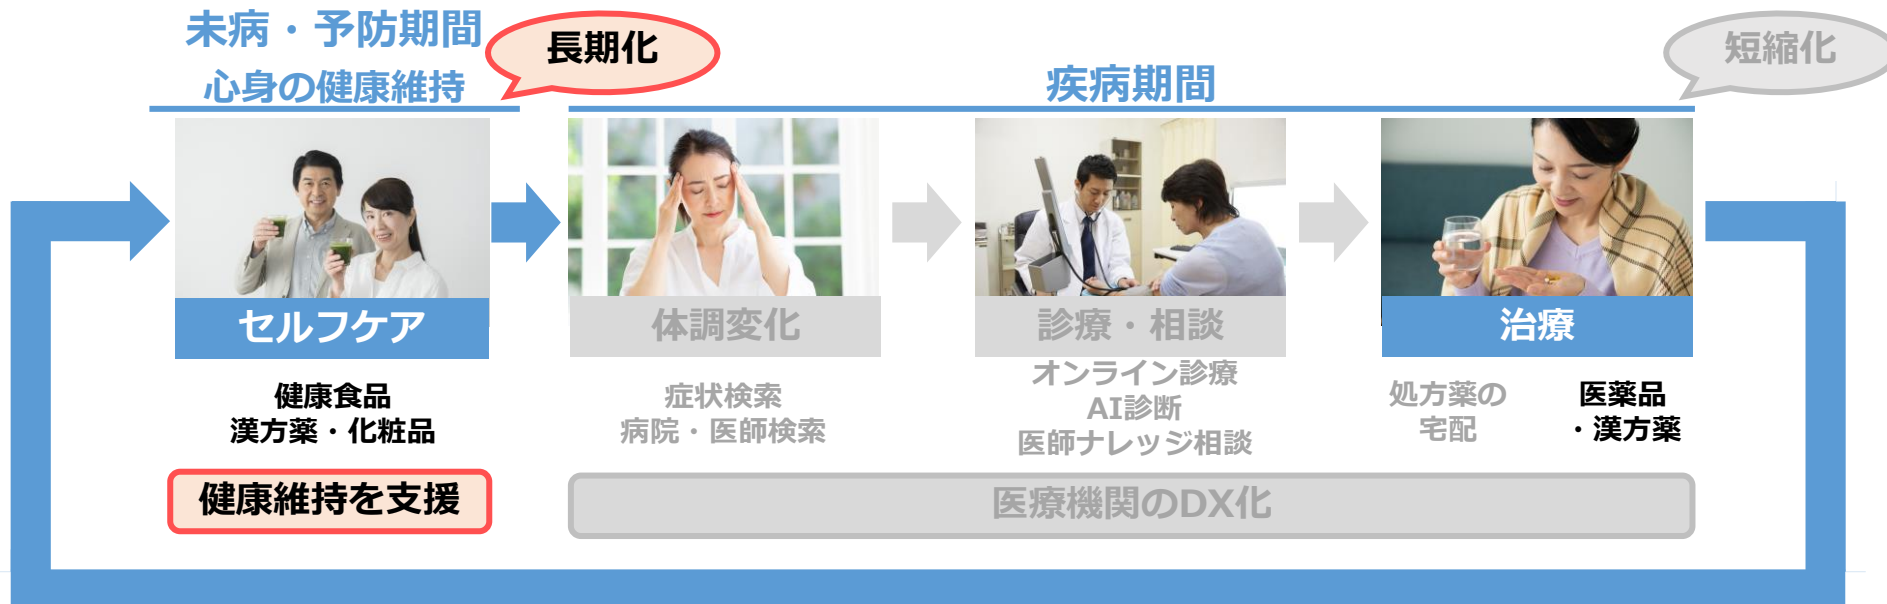 未病・予防期間
心身の健康維持
長期化
疾病期間
短縮化
セルフケア
体調変化
診療・相談
治療
健康食品
漢方薬・化粧品
症状検索
病院・医師検索
オンライン診療
AI診断
医師ナレッジ相談
処方薬の
宅配
医薬品
・漢方薬
健康維持を支援
医療機関のDX化